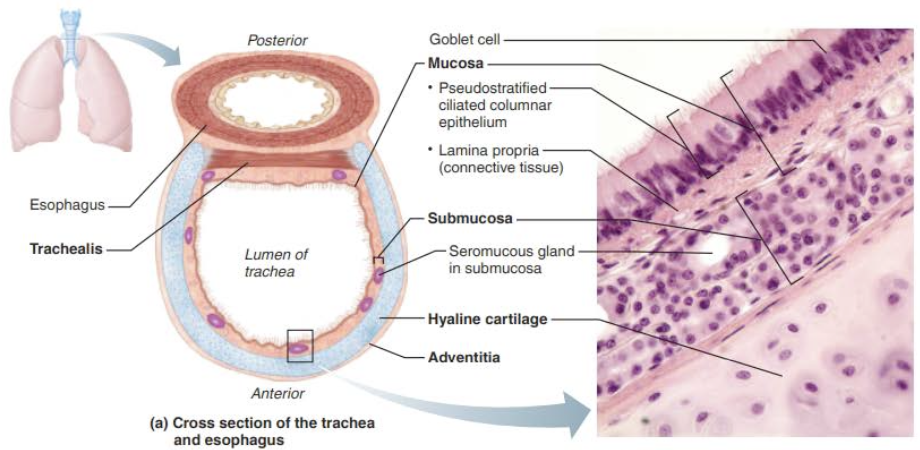 Posterior
Esophagus
Trachealis
Lumen of
trachea
Anterior
(a) Cross section of the trachea
and esophagus
Goblet cell
Mucosa
• Pseudostratified
ciliated columnar
epithelium
• Lamina propria
(connective tissue)
Submucosa
Seromucous gland
in submucosa
Hyaline cartilage
Adventitia